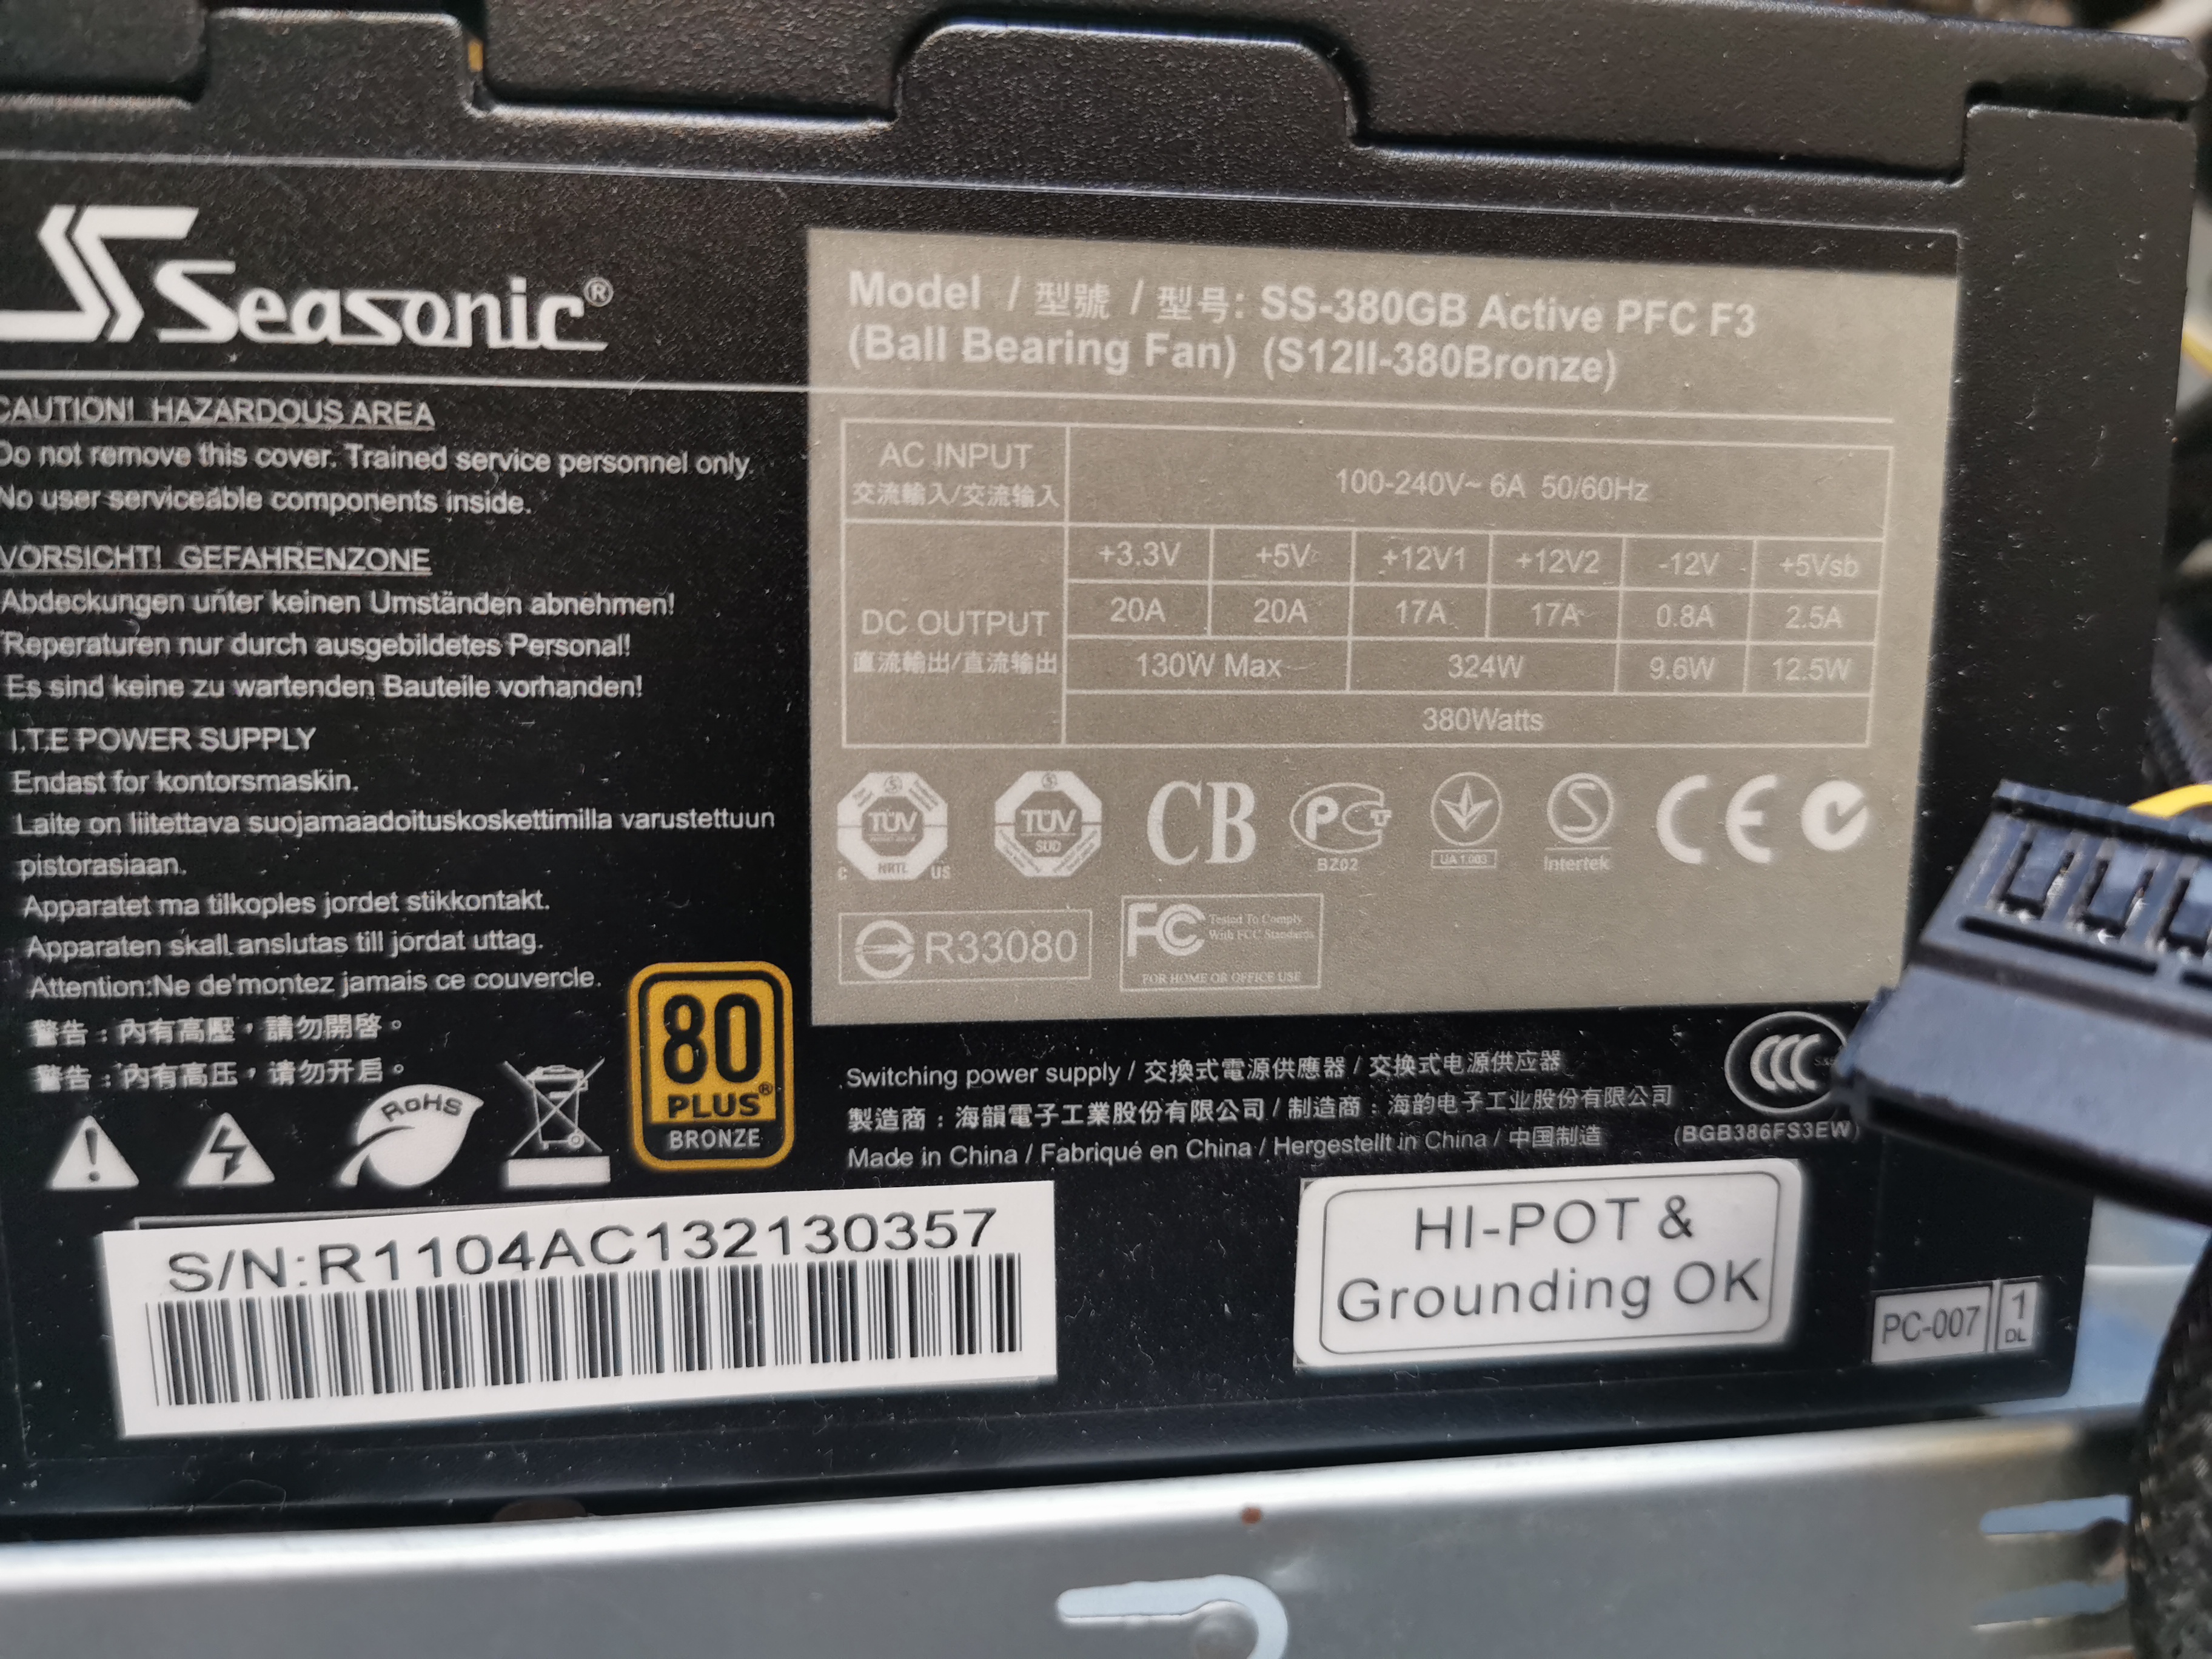 Seasonic®
CAUTION! HAZARDOUS AREA
Do not remove this cover. Trained service personnel only.
No user serviceable components inside.
VORSICHT! GEFAHRENZONE
Abdeckungen unter keinen Umständen abnehmen!
Reperaturen nur durch ausgebildetes Personal!
Es sind keine zu wartenden Bauteile vorhanden!
I.T.E POWER SUPPLY
Endast for kontorsmaskin.
Laite on liitettava suojamaadoituskoskettimilla varustettuun
pistorasiaan.
Apparatet ma tilkoples jordet stikkontakt.
Apparaten skall anslutas till jordat uttag.
Attention:Ne de'montez jamais ce couvercle.
警告：內有高壓，請勿開啓。
警告：内有高压，请勿开启。
RoHS
80
PLUS®
BRONZE
Model / 型號 / 型号: SS-380GB Active PFC F3
(Ball Bearing Fan) (S12II-380Bronze)
AC INPUT
交流輸入/交流输入
100-240V~ 6A 50/60Hz
DC OUTPUT
直流輸出/直流输出
+3.3V +5V +12V1 +12V2 -12V +5Vsb
20A 20A 17A 17A 0.8A 2.5A
130W Max 324W 9.6W 12.5W
380Watts
TÜV
C NRTL US
TÜV
SÜD
CB
PCT
BZ02
UA 1.003
S
Intertek
CE
R33080
FC Tested To Comply
With FCC Standards
FOR HOME OR OFFICE USE
Switching power supply / 交換式電源供應器 / 交换式电源供应器
製造商：海韻電子工業股份有限公司 / 制造商：海韵电子工业股份有限公司
Made in China / Fabriqué en China / Hergestellt in China / 中国制造
CCC
(BGB386FS3EW)
S/N:R1104AC132130357
HI-POT &
Grounding OK
PC-007
1
DL